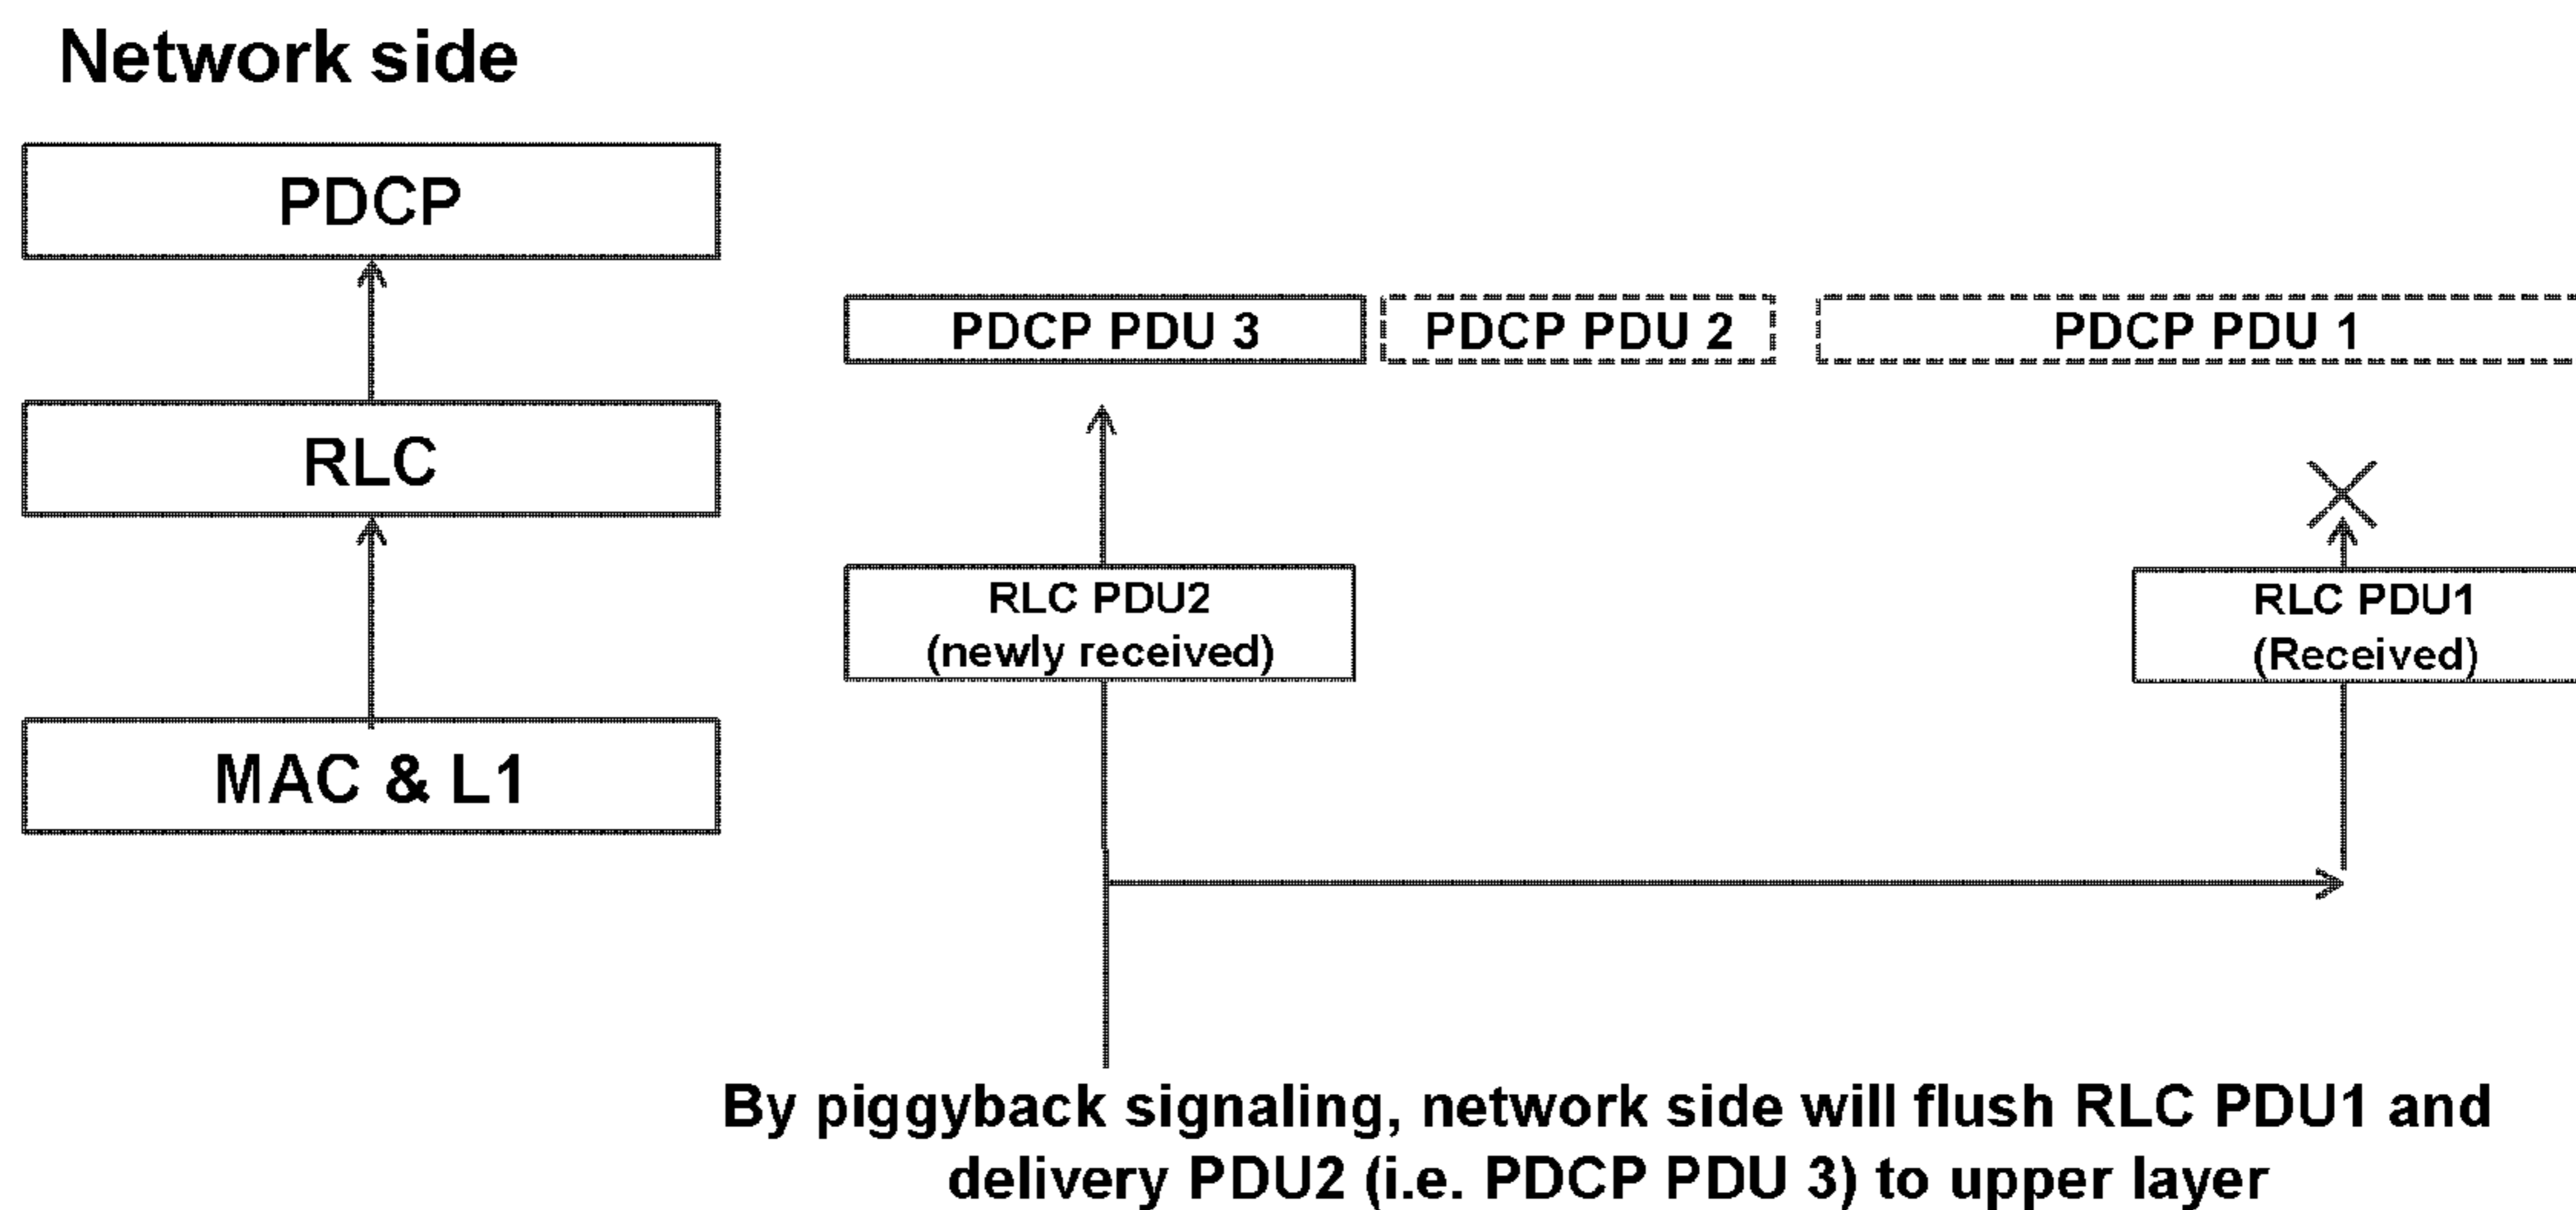 Network side
PDCP
PDCP PDU 3
PDCP PDU 2
PDCP PDU 1
RLC
RLC PDU2
(newly received)
RLC PDU1
(Received)
MAC & L1
By piggyback signaling, network side will flush RLC PDU1 and
delivery PDU2 (i.e. PDCP PDU 3) to upper layer